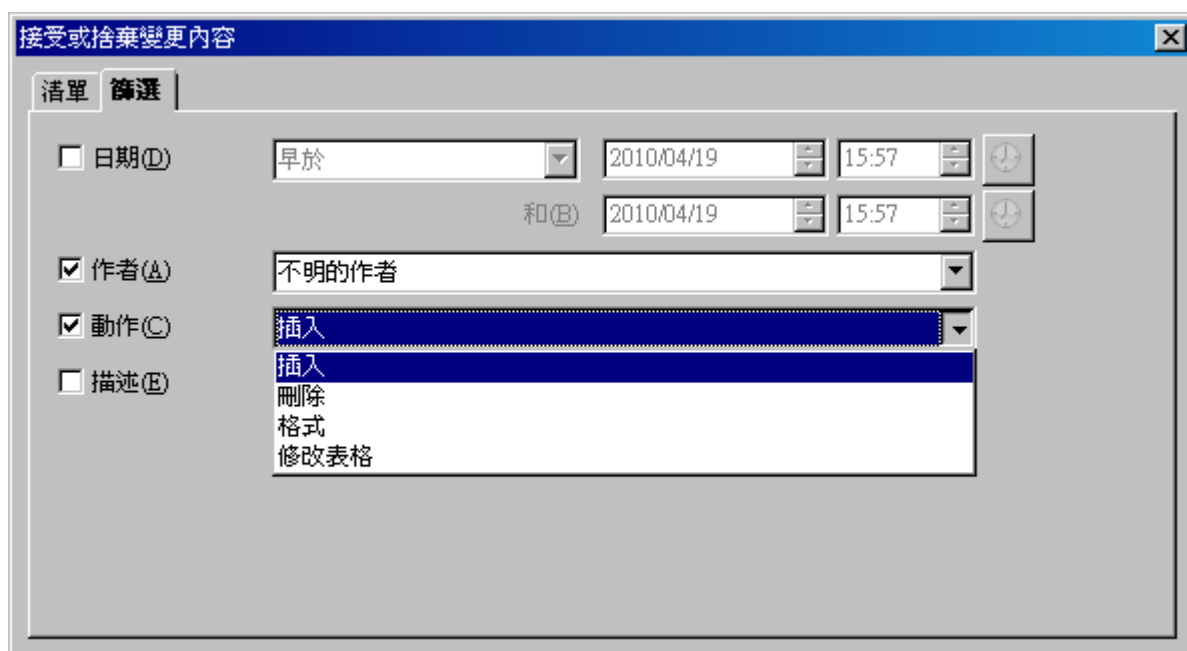 接受或捨棄變更內容
清單 篩選
日期(D) 早於 2010/04/19 15:57
和(B) 2010/04/19 15:57
作者(A) 不明的作者
動作(C) 插入
插入
刪除
描述(E)
格式
修改表格